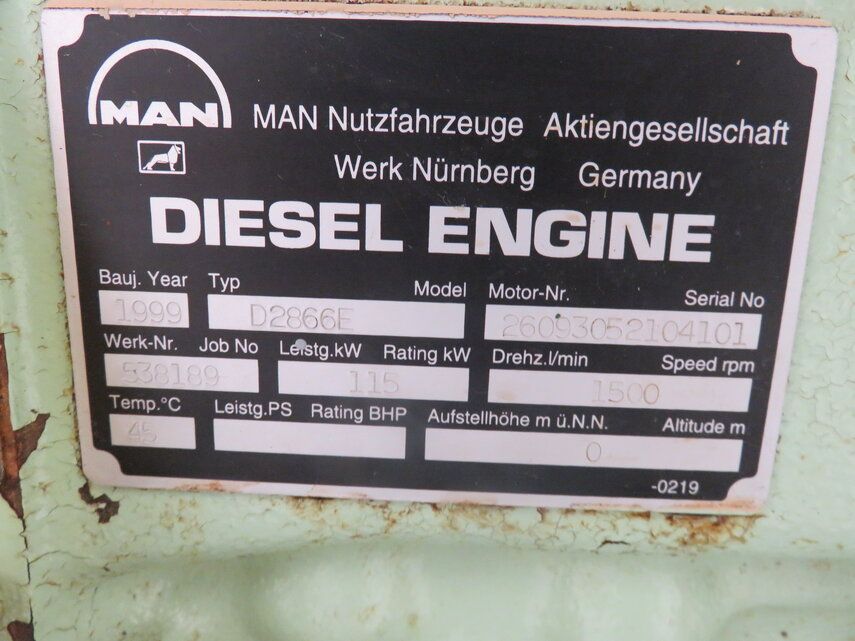 MAN
MAN Nutzfahrzeuge Aktiengesellschaft
Werk Nürnberg Germany
DIESEL ENGINE
Bauj. Year Typ Model Motor-Nr. Serial No
1999 D2866E 26093052104101
Werk-Nr. Job No Leistg.kW Rating kW Drehz.l/min Speed rpm
538189 115 1500
Temp.°C Leistg.PS Rating BHP Aufstellhöhe m ü.N.N. Altitude m
45 0
-0219